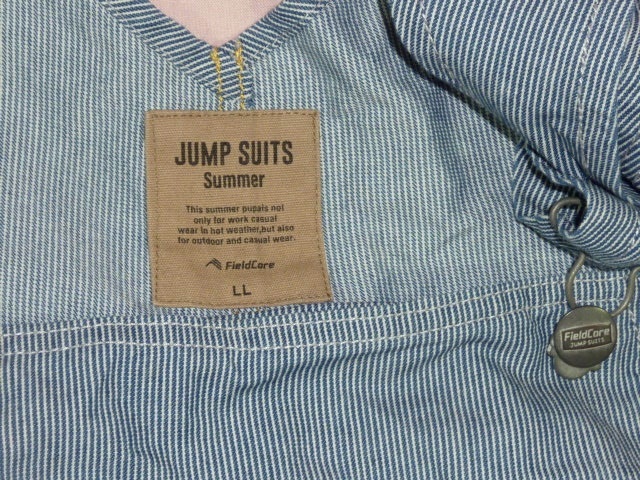 JUMP SUITS
Summer
This summer pupals not
only for work casual
wear in hot weather,but also
for outdoor and casual wear.
FieldCore
LL
FieldCore
JUMP SUITS